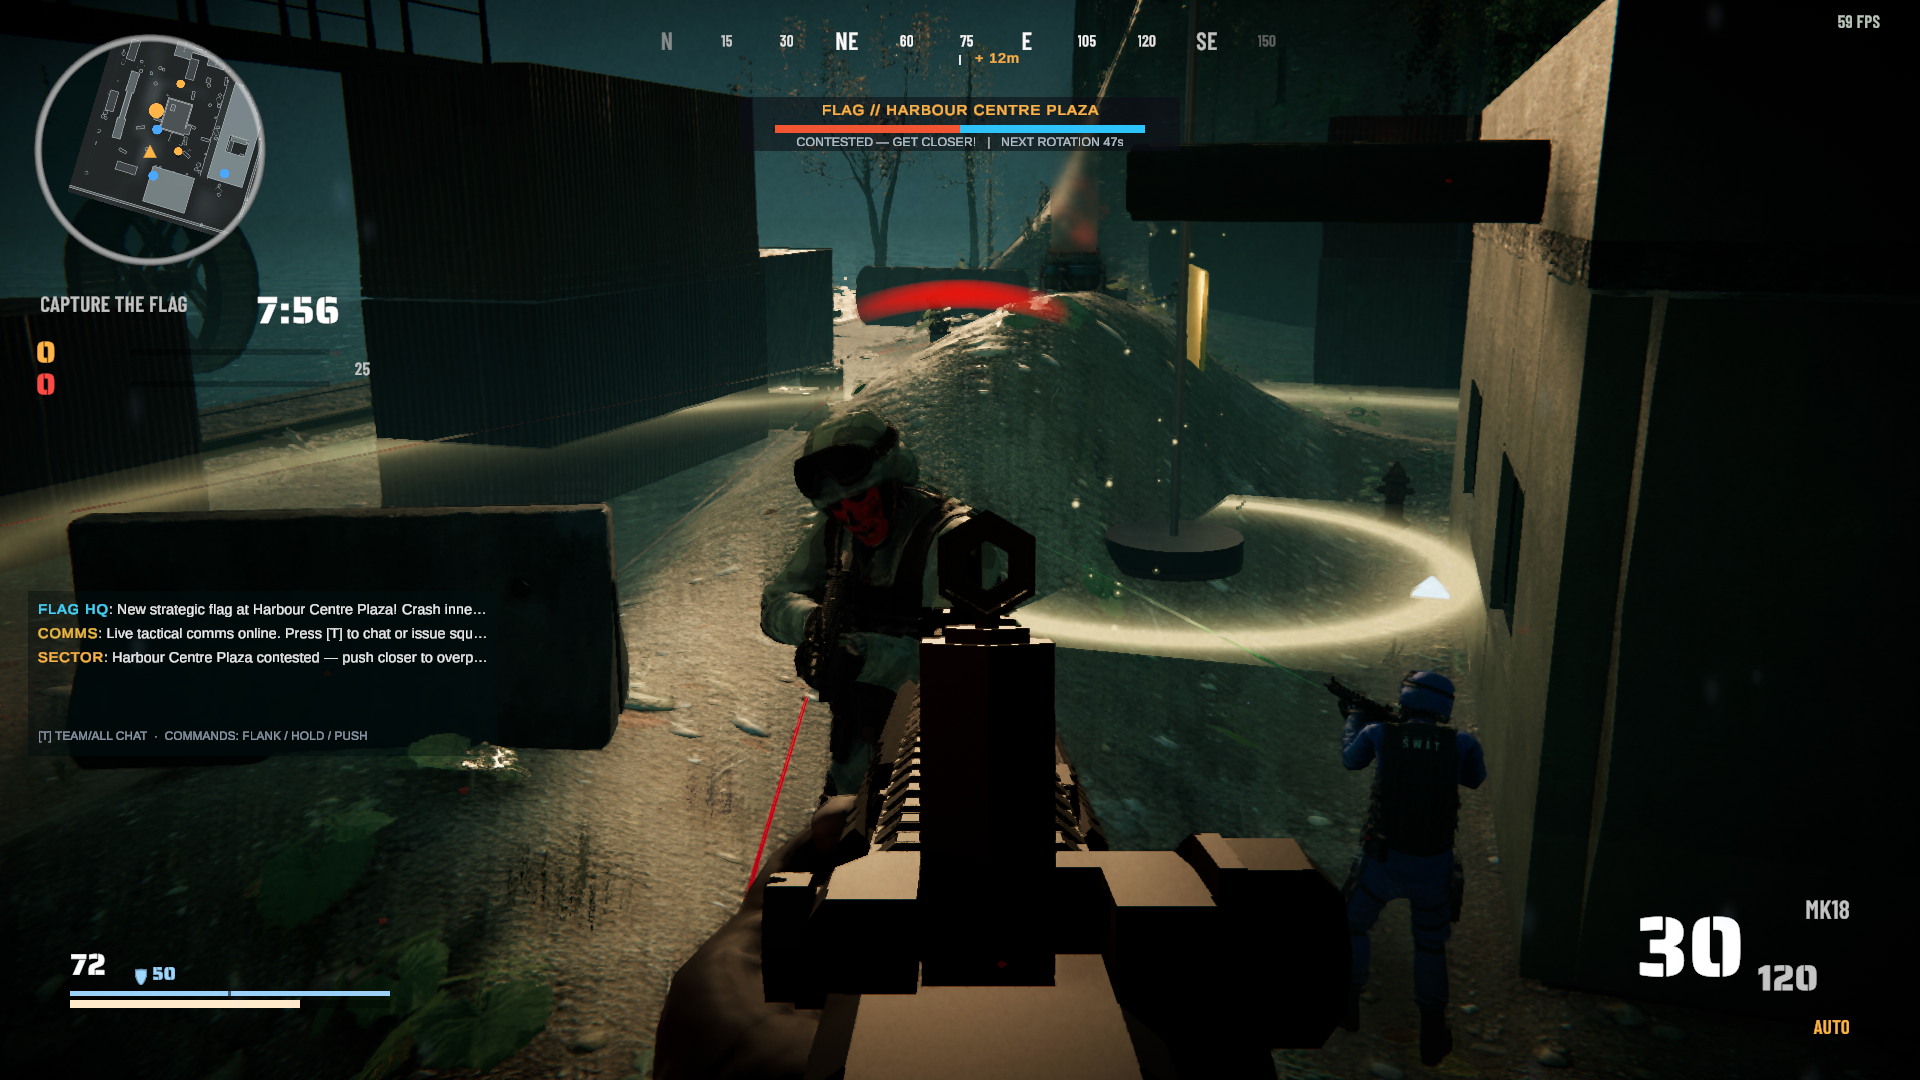 59 FPS
N 15 30 NE 60 75 E 105 120 SE 150
+ 12m
FLAG // HARBOUR CENTRE PLAZA
CONTESTED — GET CLOSER! | NEXT ROTATION 47s
CAPTURE THE FLAG 7:56
0
25
0
FLAG HQ: New strategic flag at Harbour Centre Plaza! Crash inne...
COMMS: Live tactical comms online. Press [T] to chat or issue squ...
SECTOR: Harbour Centre Plaza contested — push closer to overp...
[T] TEAM/ALL CHAT · COMMANDS: FLANK / HOLD / PUSH
SWAT
72 50
MK18
30 120
AUTO